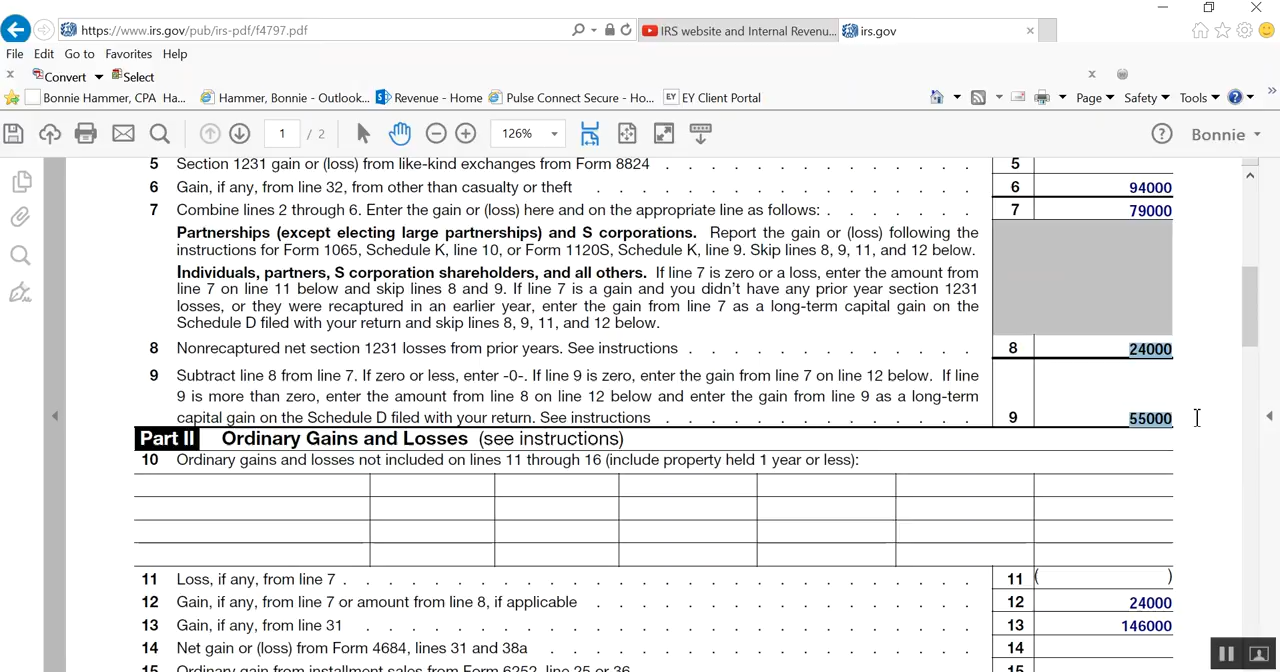 https://www.irs.gov/pub/irs-pdf/f4797.pdf
IRS website and Internal Revenu...
irs.gov
File Edit Go to Favorites Help
Convert Select
Bonnie Hammer, CPA Ha... Hammer, Bonnie - Outlook... Revenue - Home Pulse Connect Secure - Ho... EY EY Client Portal Page Safety Tools
1 / 2 126% Bonnie
5 Section 1231 gain or (loss) from like-kind exchanges from Form 8824 . . . . . . . . . . . . . . 5
6 Gain, if any, from line 32, from other than casualty or theft . . . . . . . . . . . . . . . . . 6 94000
7 Combine lines 2 through 6. Enter the gain or (loss) here and on the appropriate line as follows: . . . . . . . 7 79000
Partnerships (except electing large partnerships) and S corporations. Report the gain or (loss) following the
instructions for Form 1065, Schedule K, line 10, or Form 1120S, Schedule K, line 9. Skip lines 8, 9, 11, and 12 below.
Individuals, partners, S corporation shareholders, and all others. If line 7 is zero or a loss, enter the amount from
line 7 on line 11 below and skip lines 8 and 9. If line 7 is a gain and you didn't have any prior year section 1231
losses, or they were recaptured in an earlier year, enter the gain from line 7 as a long-term capital gain on the
Schedule D filed with your return and skip lines 8, 9, 11, and 12 below.
8 Nonrecaptured net section 1231 losses from prior years. See instructions . . . . . . . . . . . . . 8 24000
9 Subtract line 8 from line 7. If zero or less, enter -0-. If line 9 is zero, enter the gain from line 7 on line 12 below. If line
9 is more than zero, enter the amount from line 8 on line 12 below and enter the gain from line 9 as a long-term
capital gain on the Schedule D filed with your return. See instructions . . . . . . . . . . . . . . 9 55000
Part II Ordinary Gains and Losses (see instructions)
10 Ordinary gains and losses not included on lines 11 through 16 (include property held 1 year or less):
11 Loss, if any, from line 7 . . . . . . . . . . . . . . . . . . . . . . . . . . . . 11 ( )
12 Gain, if any, from line 7 or amount from line 8, if applicable . . . . . . . . . . . . . . . . . 12 24000
13 Gain, if any, from line 31 . . . . . . . . . . . . . . . . . . . . . . . . . . . 13 146000
14 Net gain or (loss) from Form 4684, lines 31 and 38a . . . . . . . . . . . . . . . . . . . 14
15 Ordinary gain from installment sales from Form 6252, line 25 or 36 . . . . . . . . . . . . . . 15